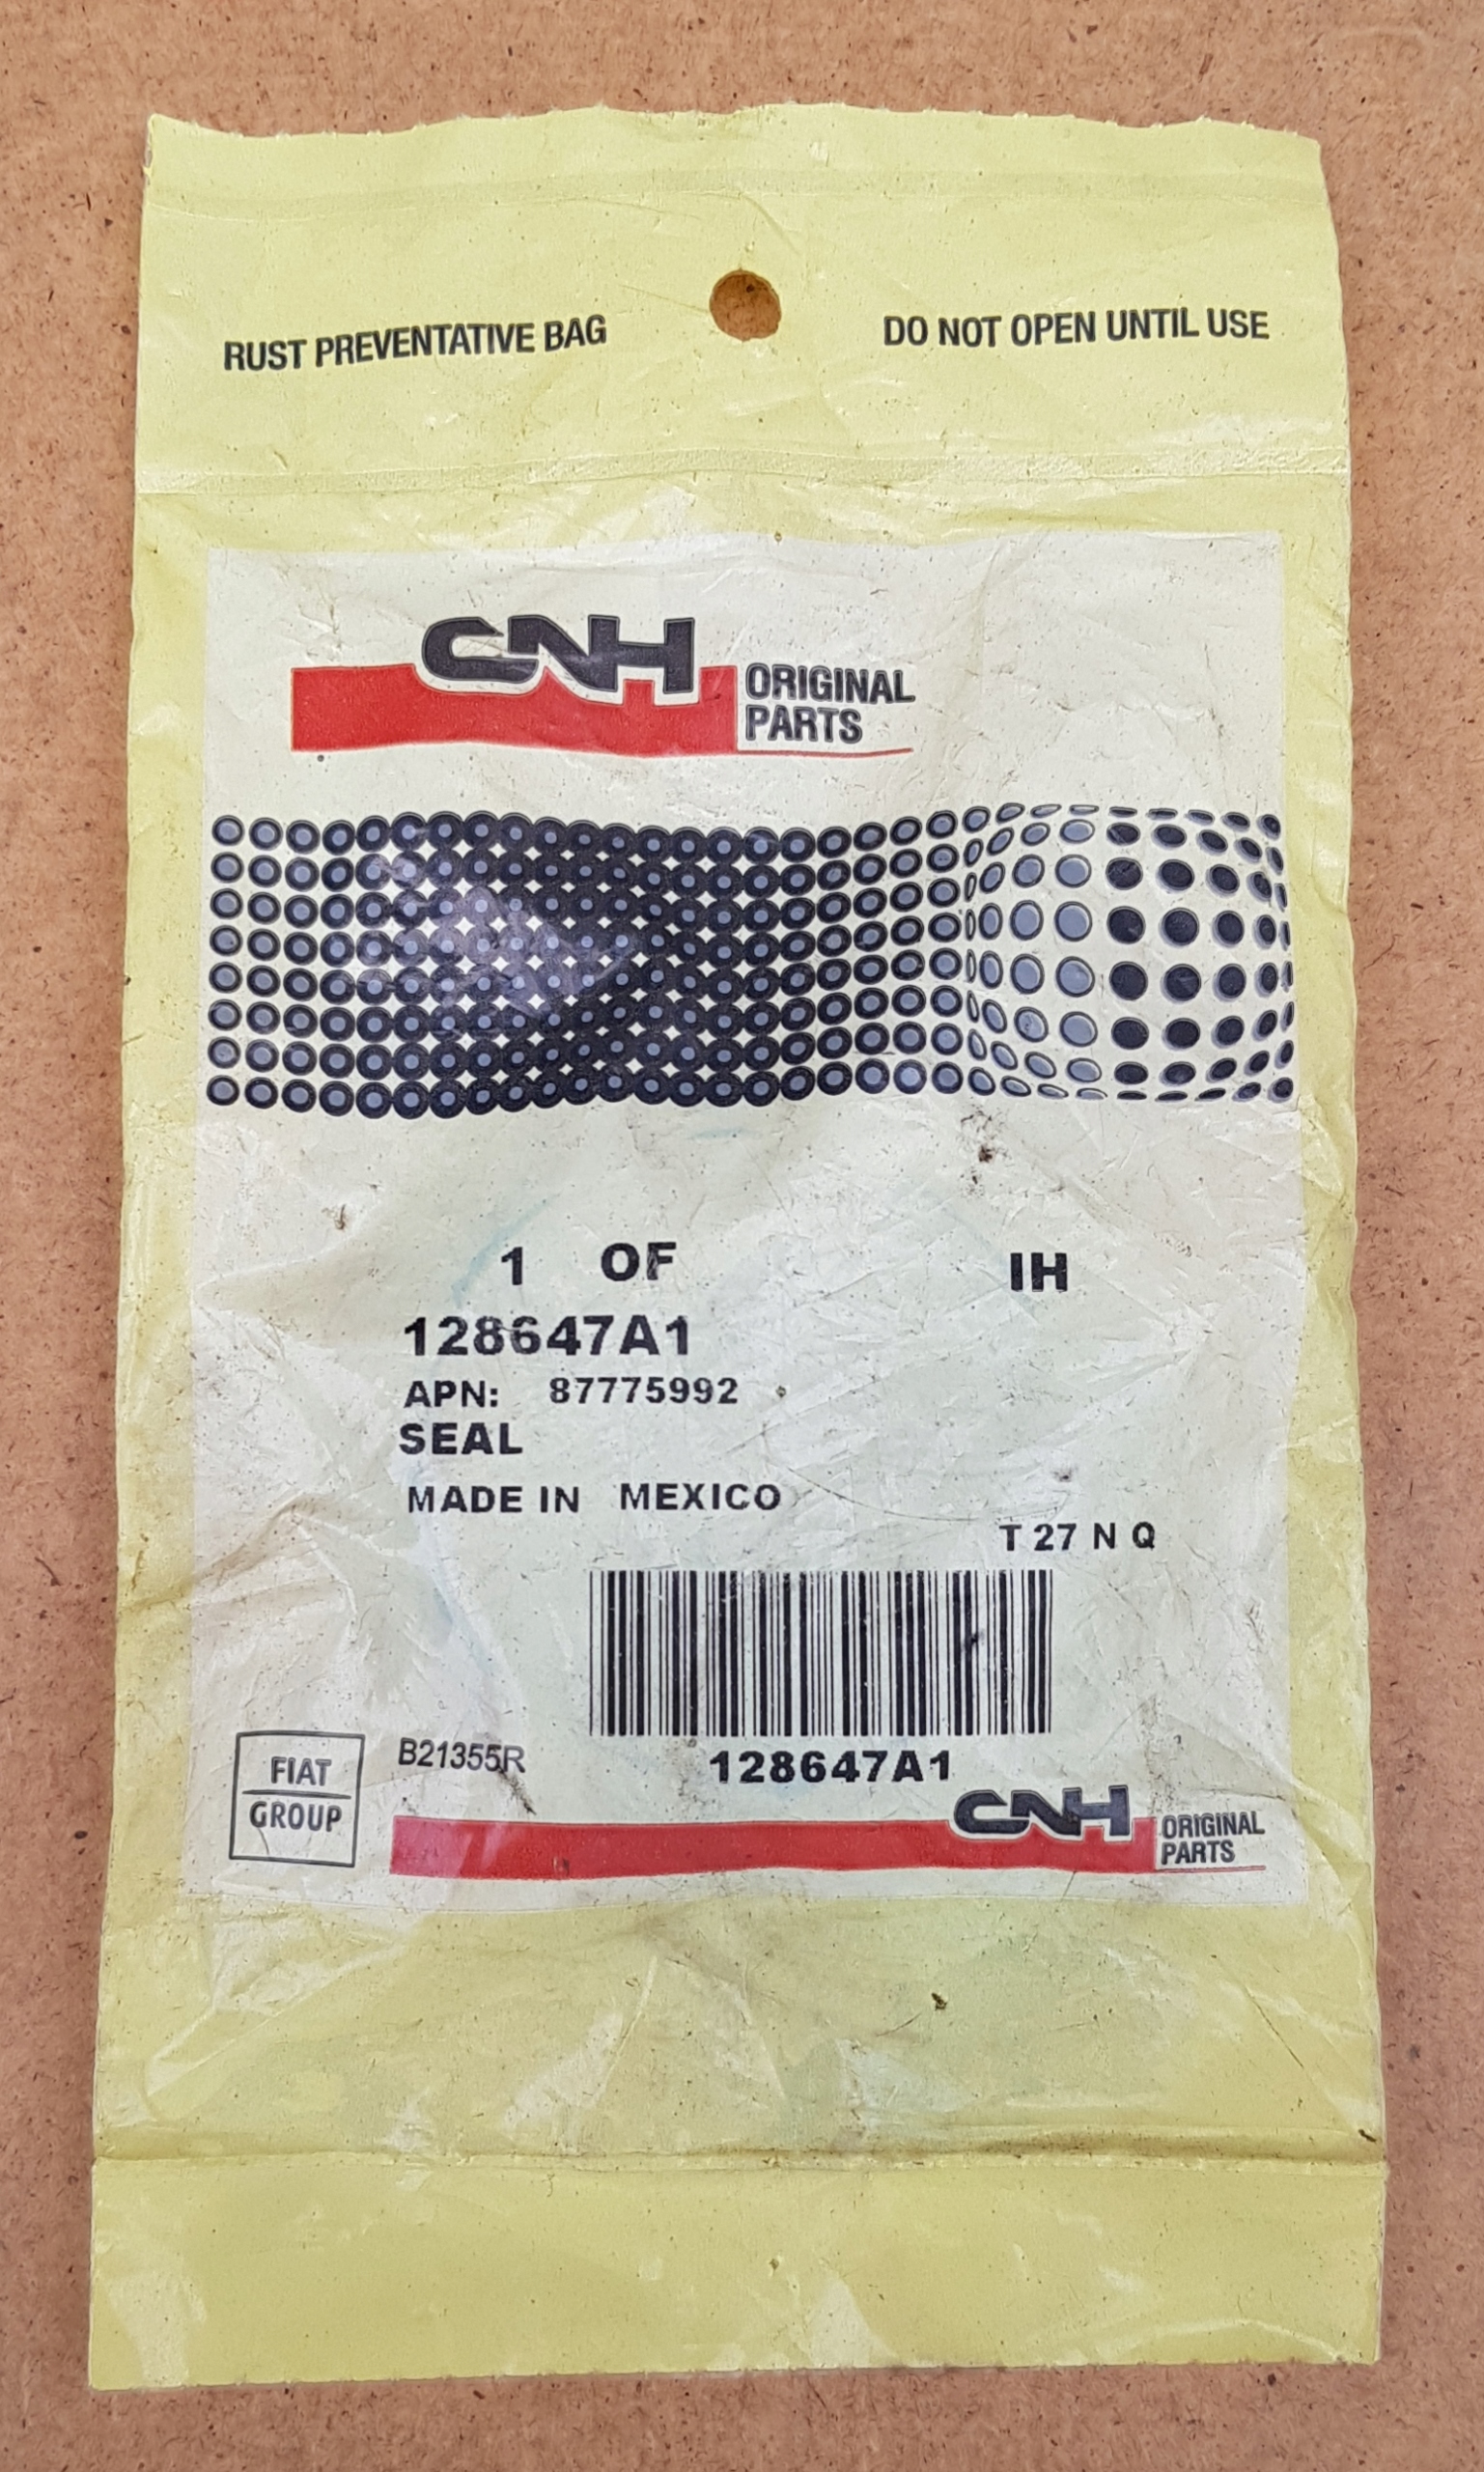 RUST PREVENTATIVE BAG
DO NOT OPEN UNTIL USE
CNH ORIGINAL
PARTS
1 OF IH
128647A1
APN: 87775992
SEAL
MADE IN MEXICO
T 27 N Q
128647A1
B21355R
FIAT
GROUP
CNH ORIGINAL
PARTS